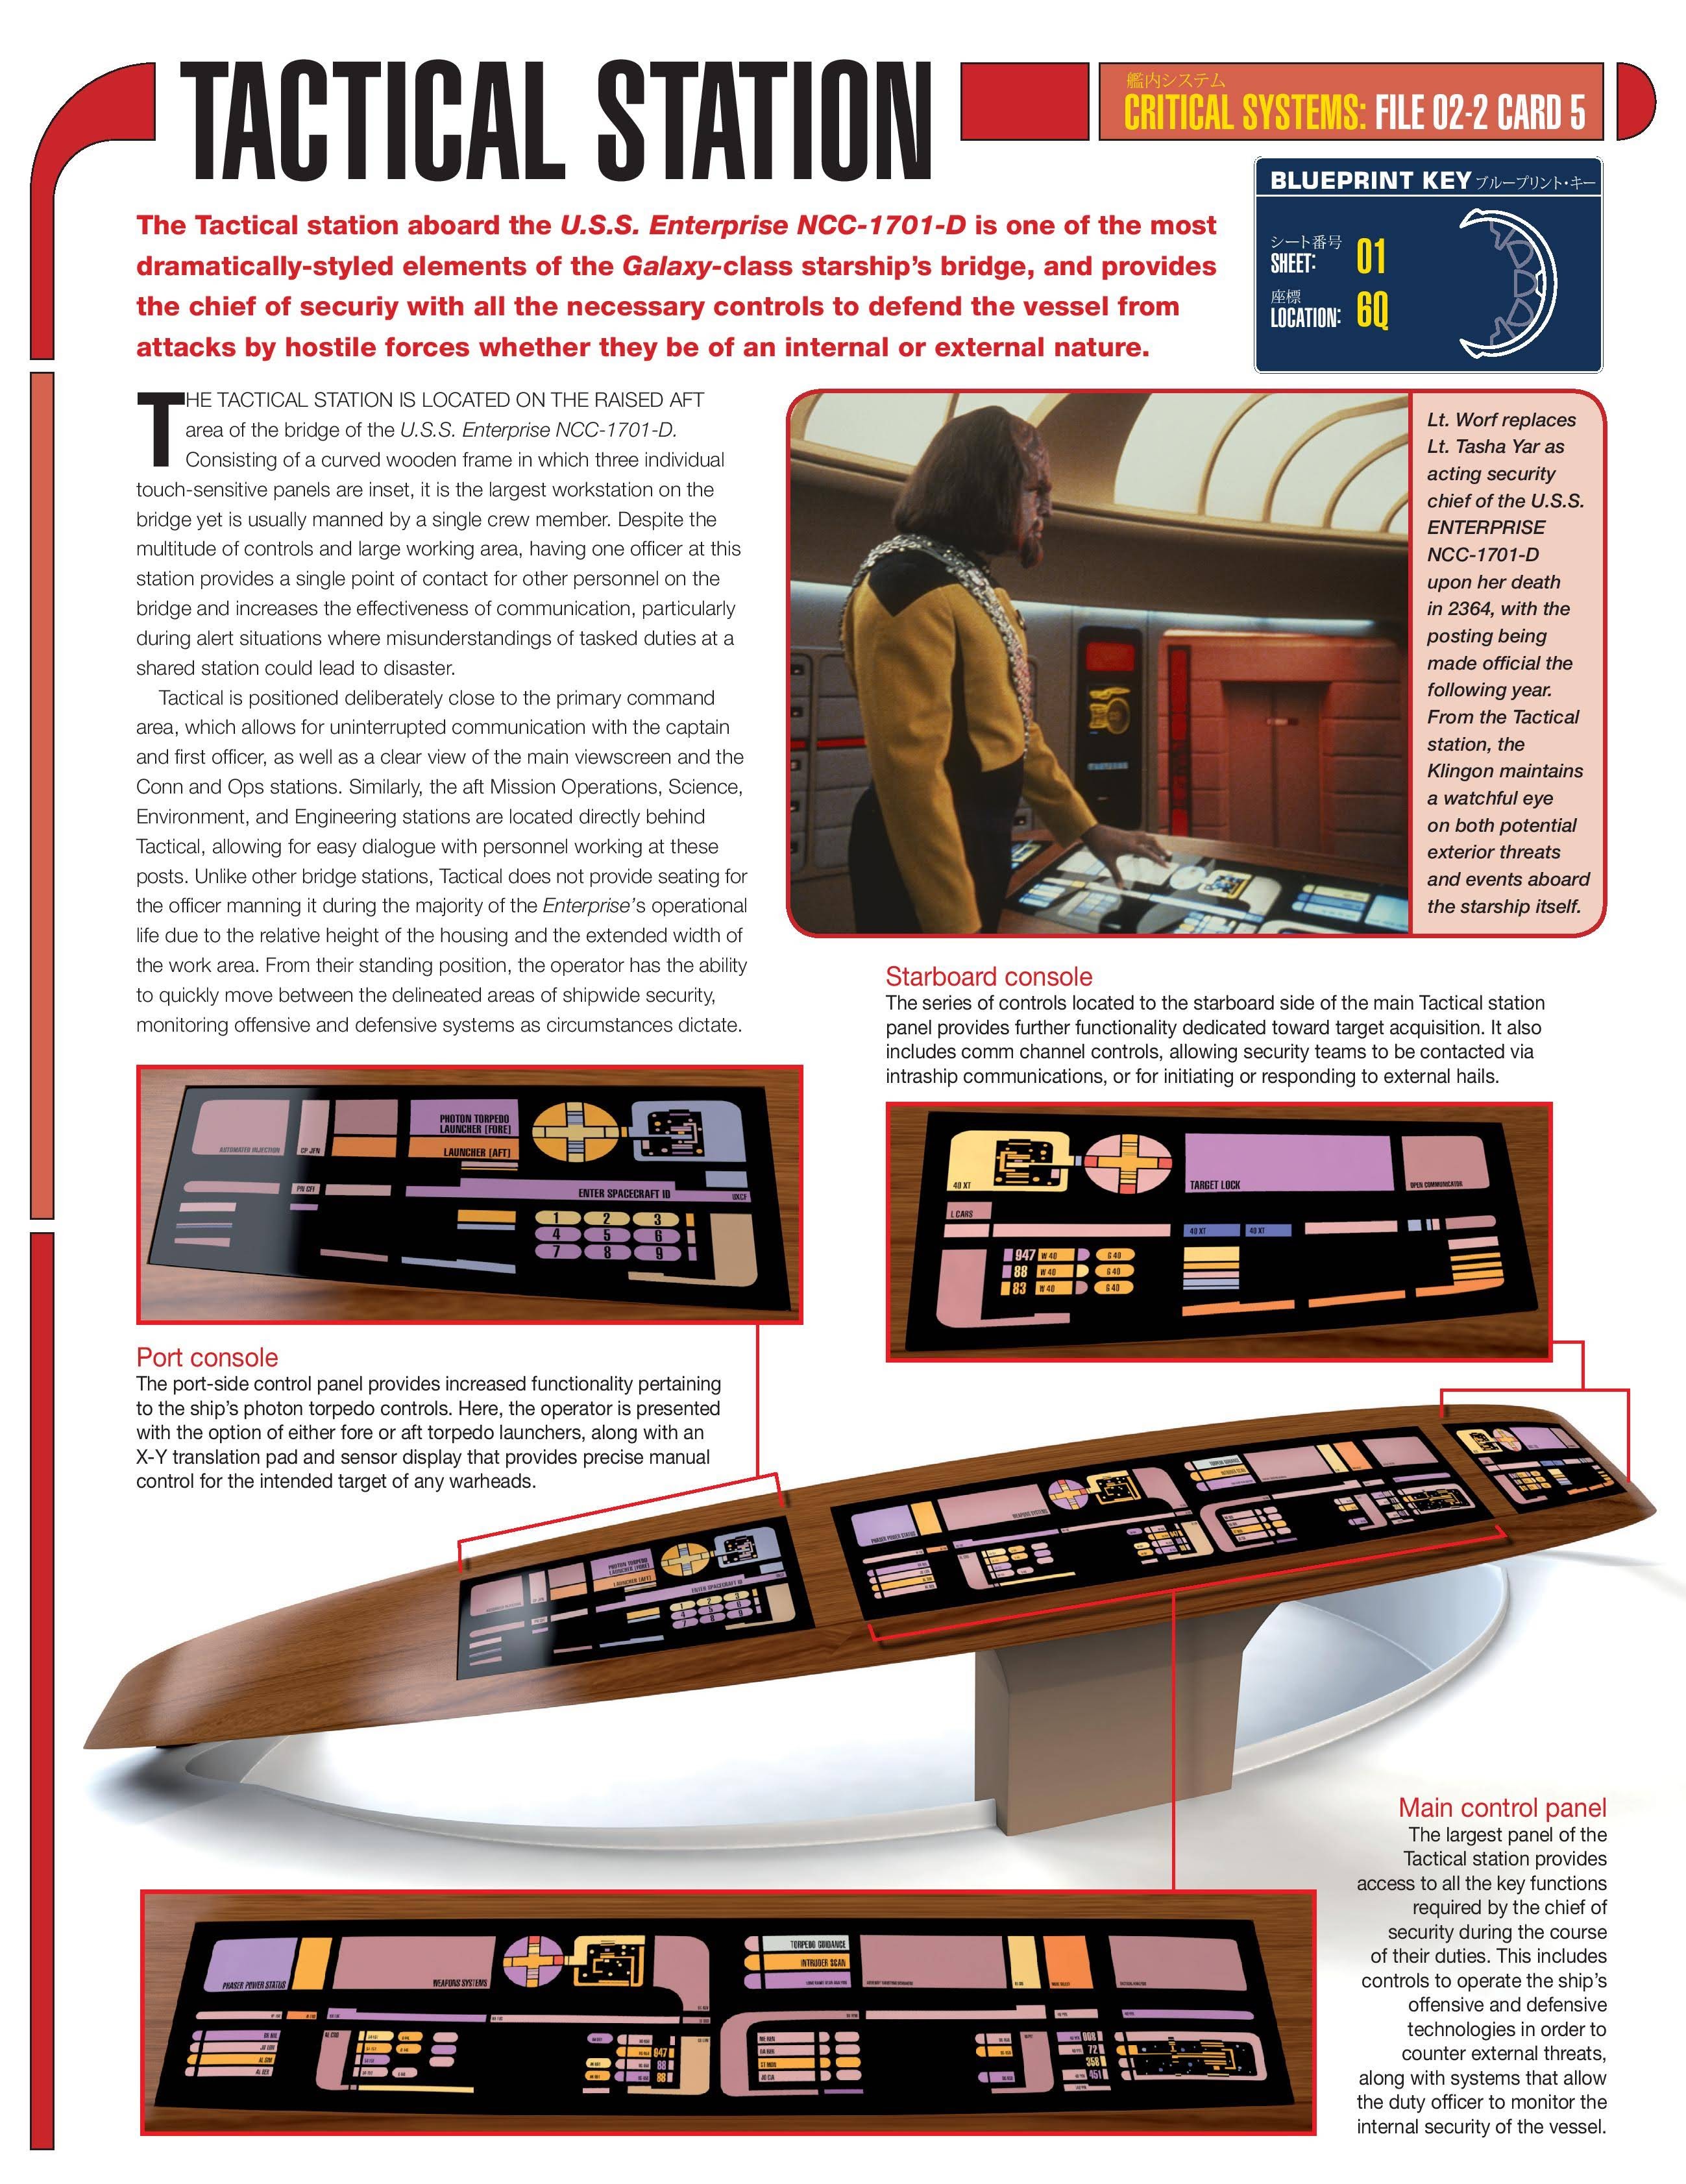 TACTICAL STATION
艦内システム
CRITICAL SYSTEMS: FILE 02-2 CARD 5
BLUEPRINT KEY ブループリント・キー
シート番号
SHEET: 01
座標
LOCATION: 6Q
The Tactical station aboard the U.S.S. Enterprise NCC-1701-D is one of the most
dramatically-styled elements of the Galaxy-class starship's bridge, and provides
the chief of securiy with all the necessary controls to defend the vessel from
attacks by hostile forces whether they be of an internal or external nature.
THE TACTICAL STATION IS LOCATED ON THE RAISED AFT
area of the bridge of the U.S.S. Enterprise NCC-1701-D.
Consisting of a curved wooden frame in which three individual
touch-sensitive panels are inset, it is the largest workstation on the
bridge yet is usually manned by a single crew member. Despite the
multitude of controls and large working area, having one officer at this
station provides a single point of contact for other personnel on the
bridge and increases the effectiveness of communication, particularly
during alert situations where misunderstandings of tasked duties at a
shared station could lead to disaster.
Tactical is positioned deliberately close to the primary command
area, which allows for uninterrupted communication with the captain
and first officer, as well as a clear view of the main viewscreen and the
Conn and Ops stations. Similarly, the aft Mission Operations, Science,
Environment, and Engineering stations are located directly behind
Tactical, allowing for easy dialogue with personnel working at these
posts. Unlike other bridge stations, Tactical does not provide seating for
the officer manning it during the majority of the Enterprise's operational
life due to the relative height of the housing and the extended width of
the work area. From their standing position, the operator has the ability
to quickly move between the delineated areas of shipwide security,
monitoring offensive and defensive systems as circumstances dictate.
Lt. Worf replaces
Lt. Tasha Yar as
acting security
chief of the U.S.S.
ENTERPRISE
NCC-1701-D
upon her death
in 2364, with the
posting being
made official the
following year.
From the Tactical
station, the
Klingon maintains
a watchful eye
on both potential
exterior threats
and events aboard
the starship itself.
Starboard console
The series of controls located to the starboard side of the main Tactical station
panel provides further functionality dedicated toward target acquisition. It also
includes comm channel controls, allowing security teams to be contacted via
intraship communications, or for initiating or responding to external hails.
AUTOMATED INJECTION
CP JFN
PHOTON TORPEDO
LAUNCHER [FORE]
LAUNCHER [AFT]
ENTER SPACECRAFT ID
1 2 3
4 5 6
7 8 9
40 XT
TARGET LOCK
OPEN COMMUNICATOR
L CARS
40 XT 40 XT
947 W 40 G 40
88 W 40 G 40
83 W 40 G 40
Port console
The port-side control panel provides increased functionality pertaining
to the ship's photon torpedo controls. Here, the operator is presented
with the option of either fore or aft torpedo launchers, along with an
X-Y translation pad and sensor display that provides precise manual
control for the intended target of any warheads.
PHOTON TORPEDO
LAUNCHER [FORE]
LAUNCHER [AFT]
ENTER SPACECRAFT ID
1 2 3
4 5 6
7 8 9
PHASER POWER STATUS
WEAPONS SYSTEMS
Main control panel
The largest panel of the
Tactical station provides
access to all the key functions
required by the chief of
security during the course
of their duties. This includes
controls to operate the ship's
offensive and defensive
technologies in order to
counter external threats,
along with systems that allow
the duty officer to monitor the
internal security of the vessel.
PHASER POWER STATUS
WEAPONS SYSTEMS
TORPEDO GUIDANCE
INTRUDER SCAN
947
88
88
72
358
451